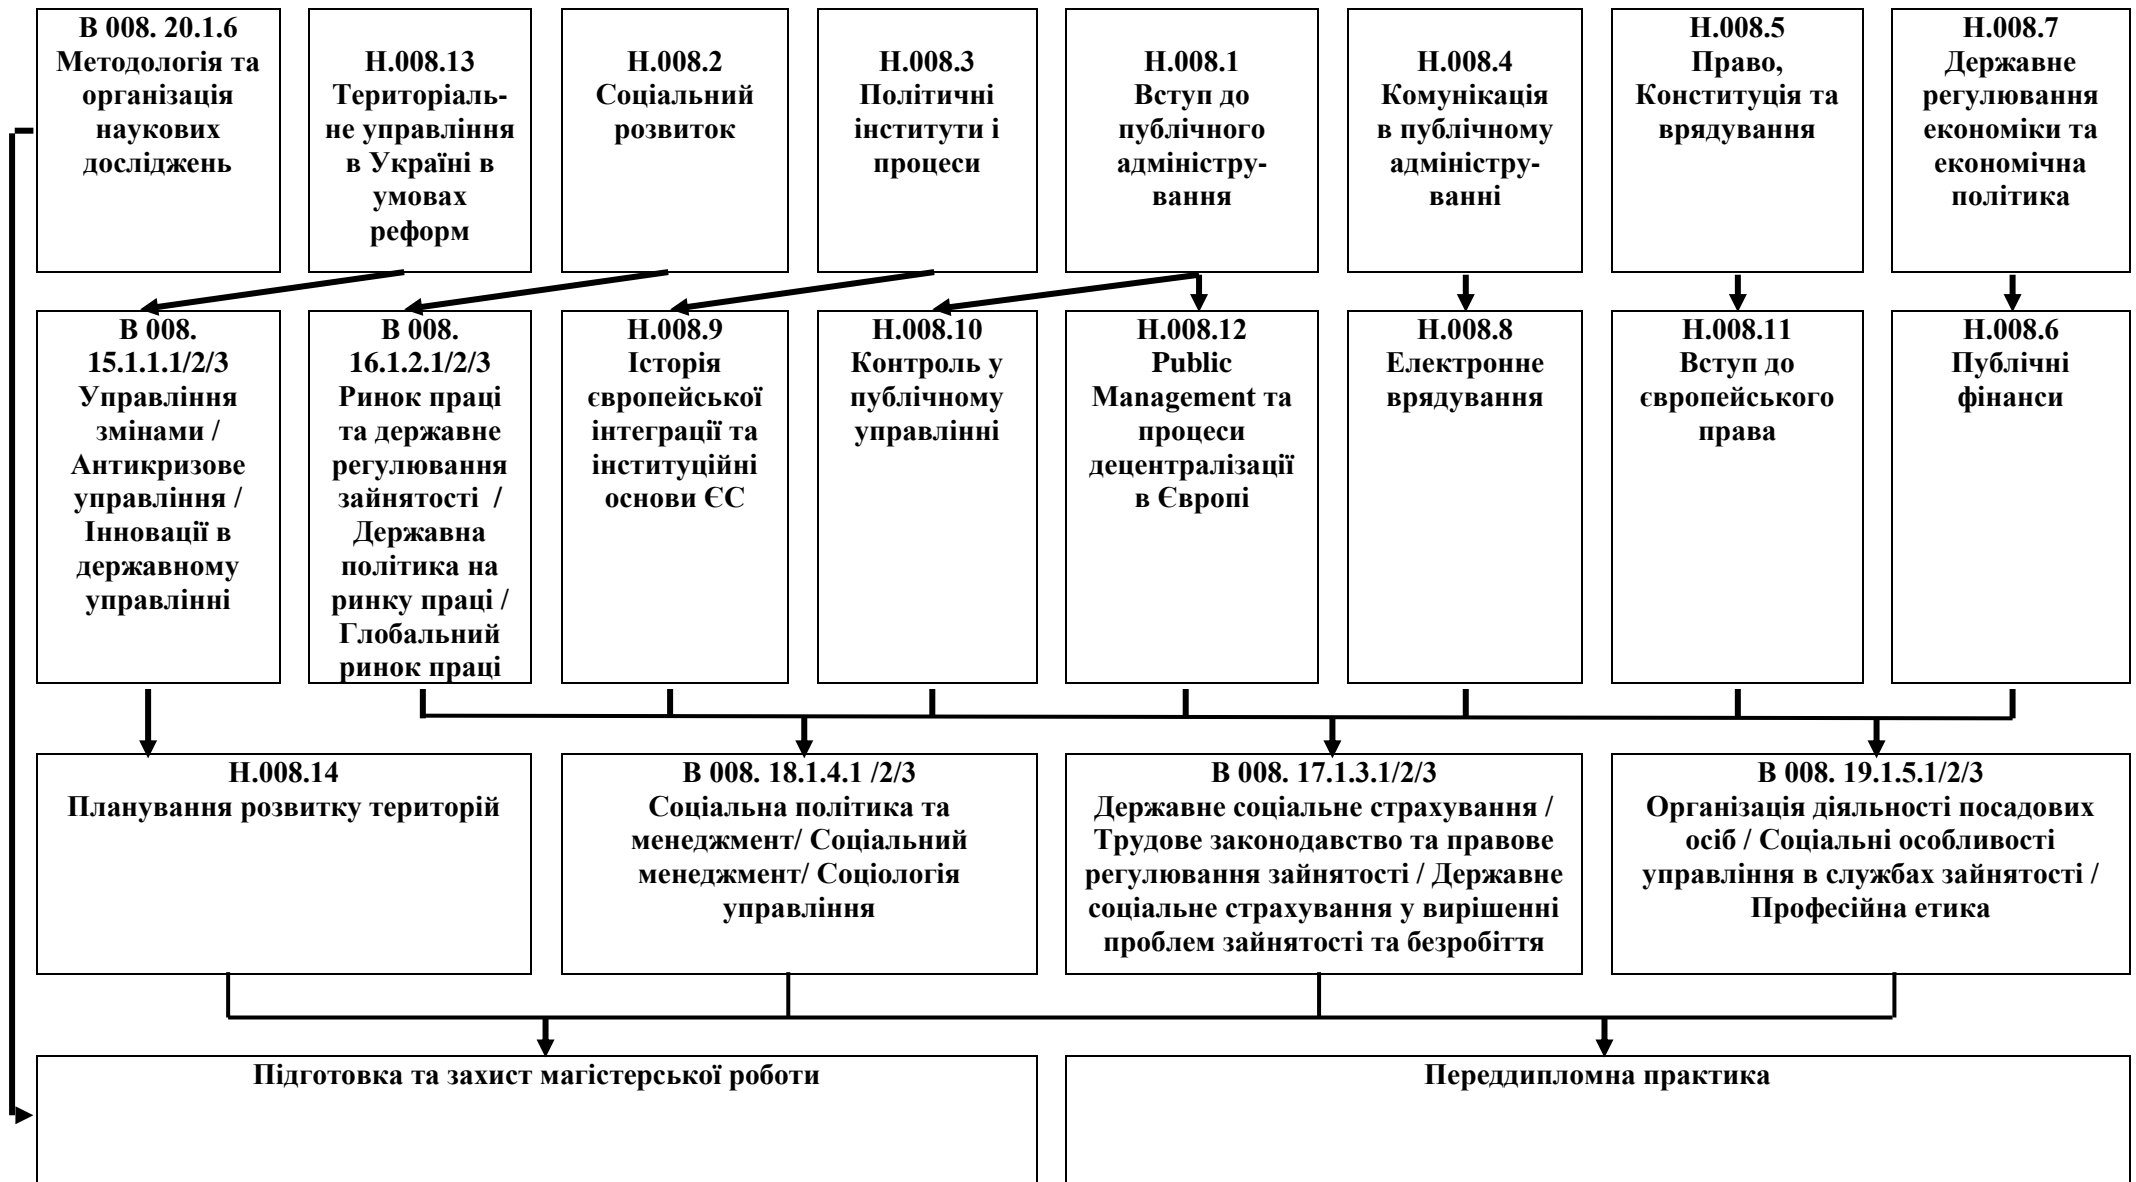 В 008. 20.1.6
Методологія та
організація
наукових
досліджень
Н.008.13
Територіаль-
не управління
в Україні в
умовах
реформ
Н.008.2
Соціальний
розвиток
Н.008.3
Політичні
інститути і
процеси
Н.008.1
Вступ до
публічного
адміністру-
вання
Н.008.4
Комунікація
в публічному
адміністру-
ванні
Н.008.5
Право,
Конституція та
врядування
Н.008.7
Державне
регулювання
економіки та
економічна
політика
В 008.
15.1.1.1/2/3
Управління
змінами /
Антикризове
управління /
Інновації в
державному
управлінні
В 008.
16.1.2.1/2/3
Ринок праці
та державне
регулювання
зайнятості /
Державна
політика на
ринку праці /
Глобальний
ринок праці
Н.008.9
Історія
європейської
інтеграції та
інституційні
основи ЄС
Н.008.10
Контроль у
публічному
управлінні
Н.008.12
Public
Management та
процеси
децентралізації
в Європі
Н.008.8
Електронне
врядування
Н.008.11
Вступ до
європейського
права
Н.008.6
Публічні
фінанси
Н.008.14
Планування розвитку територій
В 008. 18.1.4.1 /2/3
Соціальна політика та
менеджмент/ Соціальний
менеджмент/ Соціологія
управління
В 008. 17.1.3.1/2/3
Державне соціальне страхування /
Трудове законодавство та правове
регулювання зайнятості / Державне
соціальне страхування у вирішенні
проблем зайнятості та безробіття
В 008. 19.1.5.1/2/3
Організація діяльності посадових
осіб / Соціальні особливості
управління в службах зайнятості /
Професійна етика
Підготовка та захист магістерської роботи
Переддипломна практика